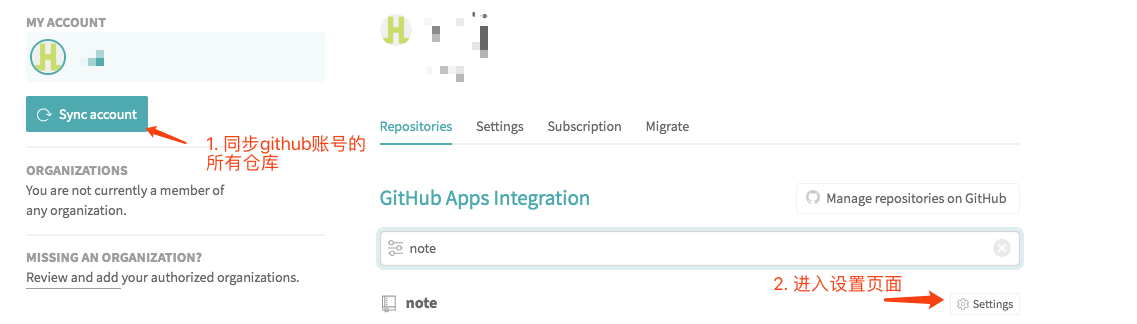 MY ACCOUNT
Sync account
1. 同步github账号的
所有仓库
ORGANIZATIONS
You are not currently a member of
any organization.
MISSING AN ORGANIZATION?
Review and add your authorized organizations.
Repositories Settings Subscription Migrate
GitHub Apps Integration
Manage repositories on GitHub
note
2. 进入设置页面
note
Settings